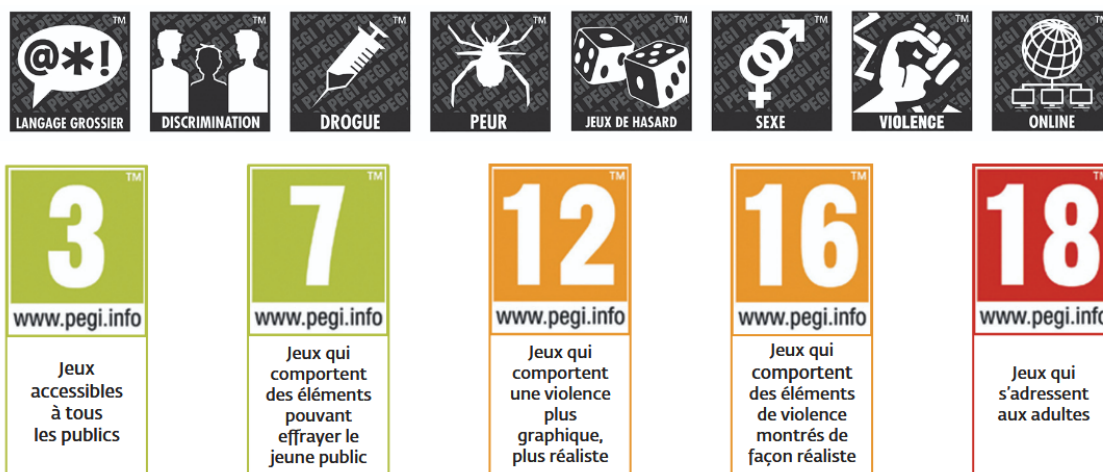 @*!
LANGAGE GROSSIER
DISCRIMINATION
DROGUE
PEUR
JEUX DE HASARD
SEXE
VIOLENCE
ONLINE
3
www.pegi.info
Jeux
accessibles
à tous
les publics
7
www.pegi.info
Jeux qui
comportent
des éléments
pouvant
effrayer le
jeune public
12
www.pegi.info
Jeux qui
comportent
une violence
plus
graphique,
plus réaliste
16
www.pegi.info
Jeux qui
comportent
des éléments
de violence
montrés de
façon réaliste
18
www.pegi.info
Jeux qui
s'adressent
aux adultes